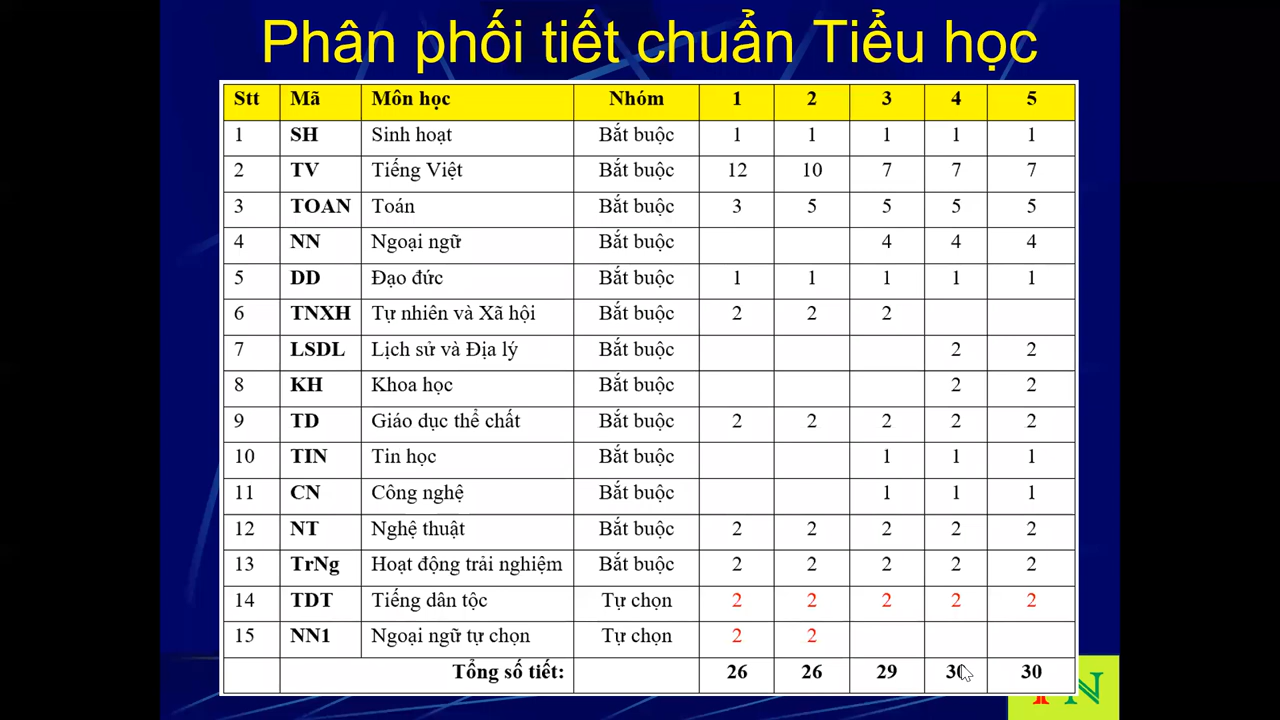 Phân phối tiết chuẩn Tiểu học
Stt Mã Môn học Nhóm 1 2 3 4 5
1 SH Sinh hoạt Bắt buộc 1 1 1 1 1
2 TV Tiếng Việt Bắt buộc 12 10 7 7 7
3 TOAN Toán Bắt buộc 3 5 5 5 5
4 NN Ngoại ngữ Bắt buộc 4 4 4
5 DD Đạo đức Bắt buộc 1 1 1 1 1
6 TNXH Tự nhiên và Xã hội Bắt buộc 2 2 2
7 LSDL Lịch sử và Địa lý Bắt buộc 2 2
8 KH Khoa học Bắt buộc 2 2
9 TD Giáo dục thể chất Bắt buộc 2 2 2 2 2
10 TIN Tin học Bắt buộc 1 1 1
11 CN Công nghệ Bắt buộc 1 1 1
12 NT Nghệ thuật Bắt buộc 2 2 2 2 2
13 TrNg Hoạt động trải nghiệm Bắt buộc 2 2 2 2 2
14 TDT Tiếng dân tộc Tự chọn 2 2 2 2 2
15 NN1 Ngoại ngữ tự chọn Tự chọn 2 2
Tổng số tiết: 26 26 29 30 30